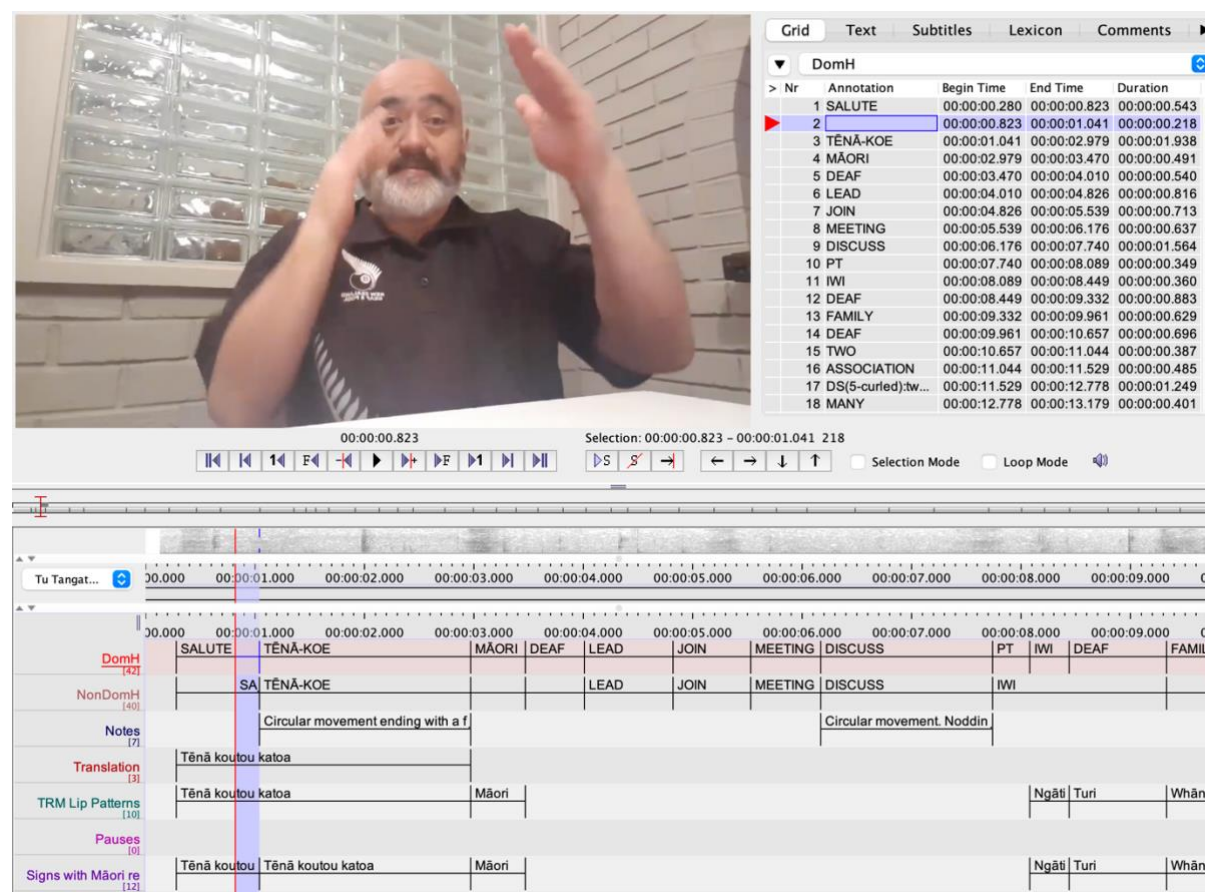 Grid Text Subtitles Lexicon Comments
DomH
> Nr Annotation Begin Time End Time Duration
1 SALUTE 00:00:00.280 00:00:00.823 00:00:00.543
2 00:00:00.823 00:00:01.041 00:00:00.218
3 TĒNĀ-KOE 00:00:01.041 00:00:02.979 00:00:01.938
4 MĀORI 00:00:02.979 00:00:03.470 00:00:00.491
5 DEAF 00:00:03.470 00:00:04.010 00:00:00.540
6 LEAD 00:00:04.010 00:00:04.826 00:00:00.816
7 JOIN 00:00:04.826 00:00:05.539 00:00:00.713
8 MEETING 00:00:05.539 00:00:06.176 00:00:00.637
9 DISCUSS 00:00:06.176 00:00:07.740 00:00:01.564
10 PT 00:00:07.740 00:00:08.089 00:00:00.349
11 IWI 00:00:08.089 00:00:08.449 00:00:00.360
12 DEAF 00:00:08.449 00:00:09.332 00:00:00.883
13 FAMILY 00:00:09.332 00:00:09.961 00:00:00.629
14 DEAF 00:00:09.961 00:00:10.657 00:00:00.696
15 TWO 00:00:10.657 00:00:11.044 00:00:00.387
16 ASSOCIATION 00:00:11.044 00:00:11.529 00:00:00.485
17 DS(5-curled):tw... 00:00:11.529 00:00:12.778 00:00:01.249
18 MANY 00:00:12.778 00:00:13.179 00:00:00.401
00:00:00.823 Selection: 00:00:00.823 - 00:00:01.041 218
1 F + F 1 S S Selection Mode Loop Mode
Tu Tangat... 00.000 00:00:01.000 00:00:02.000 00:00:03.000 00:00:04.000 00:00:05.000 00:00:06.000 00:00:07.000 00:00:08.000 00:00:09.000
00.000 00:00:01.000 00:00:02.000 00:00:03.000 00:00:04.000 00:00:05.000 00:00:06.000 00:00:07.000 00:00:08.000 00:00:09.000
DomH [42] SALUTE TĒNĀ-KOE MĀORI DEAF LEAD JOIN MEETING DISCUSS PT IWI DEAF FAMIL
NonDomH [40] SA TĒNĀ-KOE LEAD JOIN MEETING DISCUSS IWI
Notes [7] Circular movement ending with a f Circular movement. Noddin
Translation [3] Tēnā koutou katoa
TRM Lip Patterns [10] Tēnā koutou katoa Māori Ngāti Turi Whān
Pauses [0]
Signs with Māori re [12] Tēnā koutou Tēnā koutou katoa Māori Ngāti Turi Whān